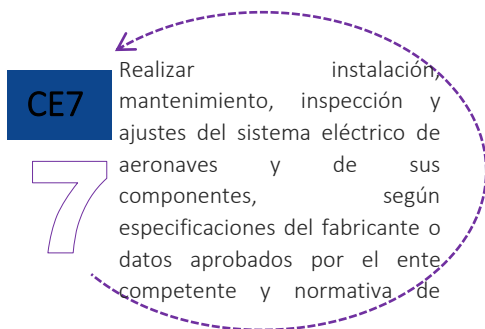 CE7
7
Realizar instalación,
mantenimiento, inspección y
ajustes del sistema eléctrico de
aeronaves y de sus
componentes, según
especificaciones del fabricante o
datos aprobados por el ente
competente y normativa de